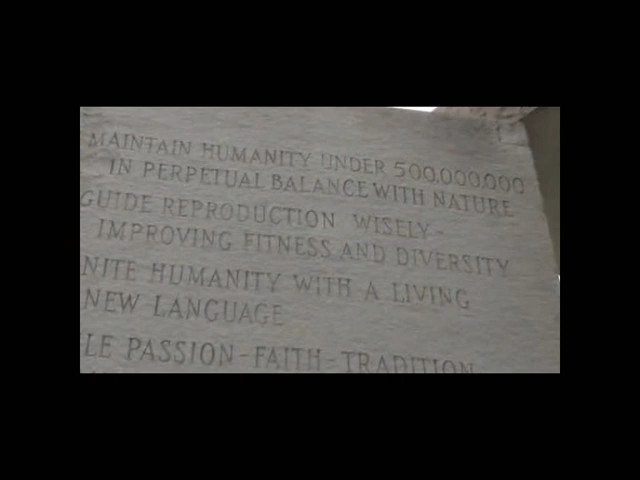 MAINTAIN HUMANITY UNDER 500,000,000
IN PERPETUAL BALANCE WITH NATURE
GUIDE REPRODUCTION WISELY-
IMPROVING FITNESS AND DIVERSITY
NITE HUMANITY WITH A LIVING
NEW LANGUAGE
LE PASSION-FAITH-TRADITION